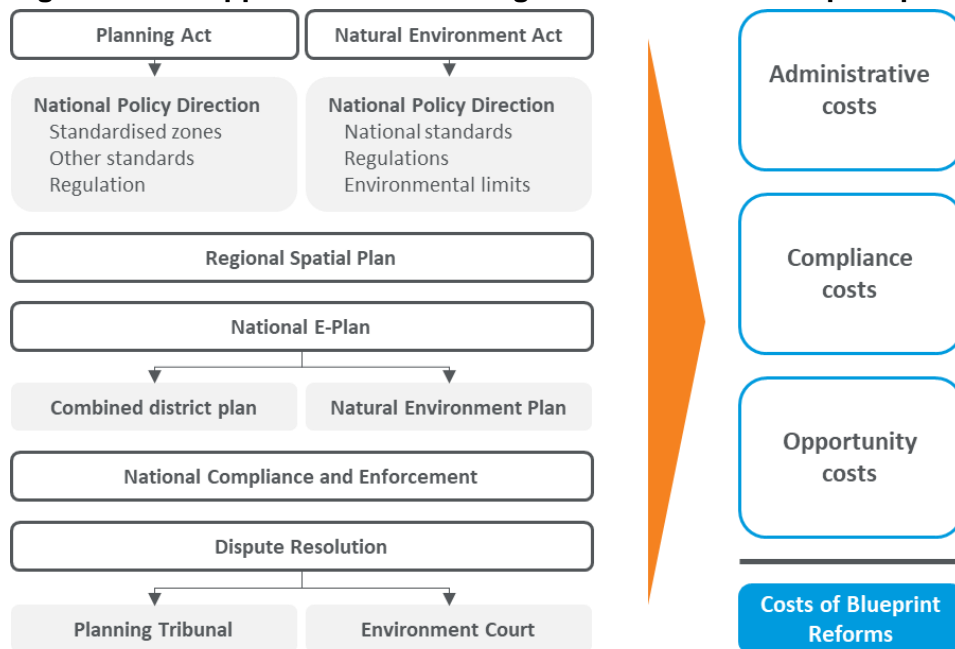 Planning Act
Natural Environment Act
National Policy Direction
Standardised zones
Other standards
Regulation
National Policy Direction
National standards
Regulations
Environmental limits
Regional Spatial Plan
National E-Plan
Combined district plan
Natural Environment Plan
National Compliance and Enforcement
Dispute Resolution
Planning Tribunal
Environment Court
Administrative
costs
Compliance
costs
Opportunity
costs
Costs of Blueprint
Reforms